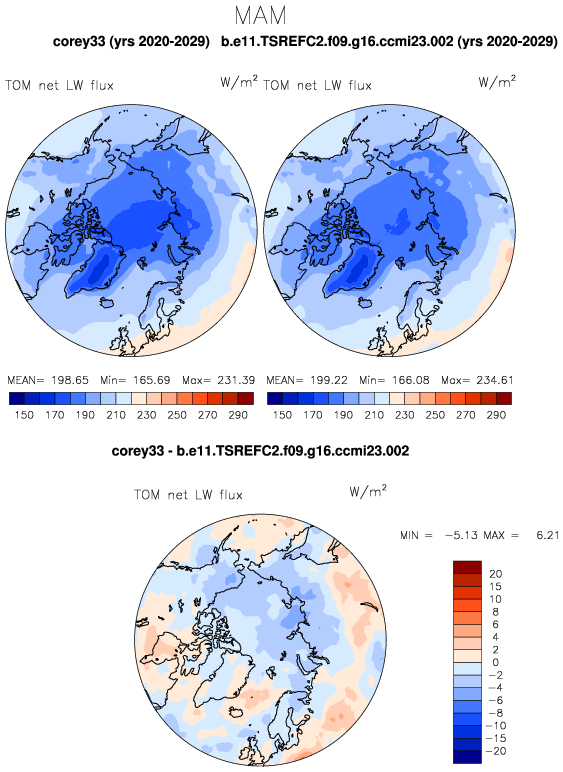 MAM
corey33 (yrs 2020-2029) b.e11.TSREFC2.f09.g16.ccmi23.002 (yrs 2020-2029)
TOM net LW flux W/m² TOM net LW flux W/m²
MEAN= 198.65 Min= 165.69 Max= 231.39 MEAN= 199.22 Min= 166.08 Max= 234.61
150 170 190 210 230 250 270 290 150 170 190 210 230 250 270 290
corey33 - b.e11.TSREFC2.f09.g16.ccmi23.002
TOM net LW flux W/m²
MIN = -5.13 MAX = 6.21
20
15
10
8
6
4
2
0
-2
-4
-6
-8
-10
-15
-20